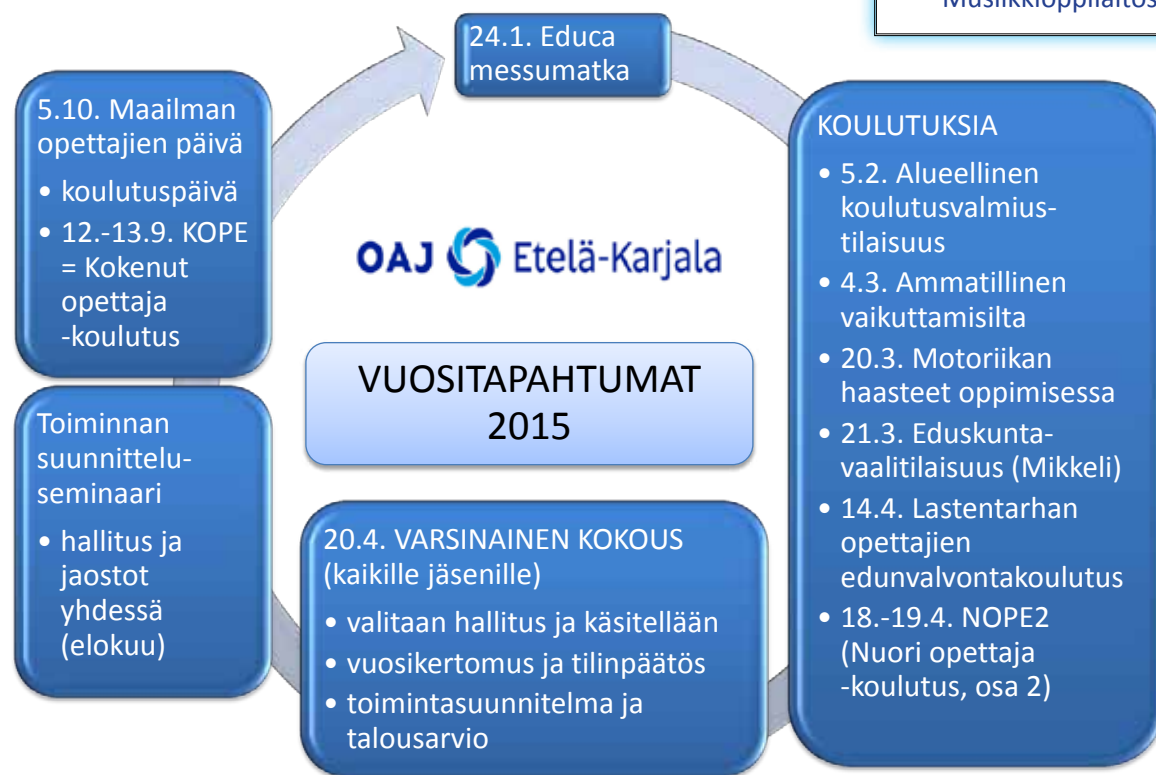 Musiikkioppilaitos
24.1. Educa
messumatka
KOULUTUKSIA
• 5.2. Alueellinen
koulutusvalmius-
tilaisuus
• 4.3. Ammatillinen
vaikuttamisilta
• 20.3. Motoriikan
haasteet oppimisessa
• 21.3. Eduskunta-
vaalitilaisuus (Mikkeli)
• 14.4. Lastentarhan
opettajien
edunvalvontakoulutus
• 18.-19.4. NOPE2
(Nuori opettaja
-koulutus, osa 2)
20.4. VARSINAINEN KOKOUS
(kaikille jäsenille)
• valitaan hallitus ja käsitellään
• vuosikertomus ja tilinpäätös
• toimintasuunnitelma ja
talousarvio
Toiminnan
suunnittelu-
seminaari
• hallitus ja
jaostot
yhdessä
(elokuu)
5.10. Maailman
opettajien päivä
• koulutuspäivä
• 12.-13.9. KOPE
= Kokenut
opettaja
-koulutus
OAJ Etelä-Karjala
VUOSITAPAHTUMAT
2015